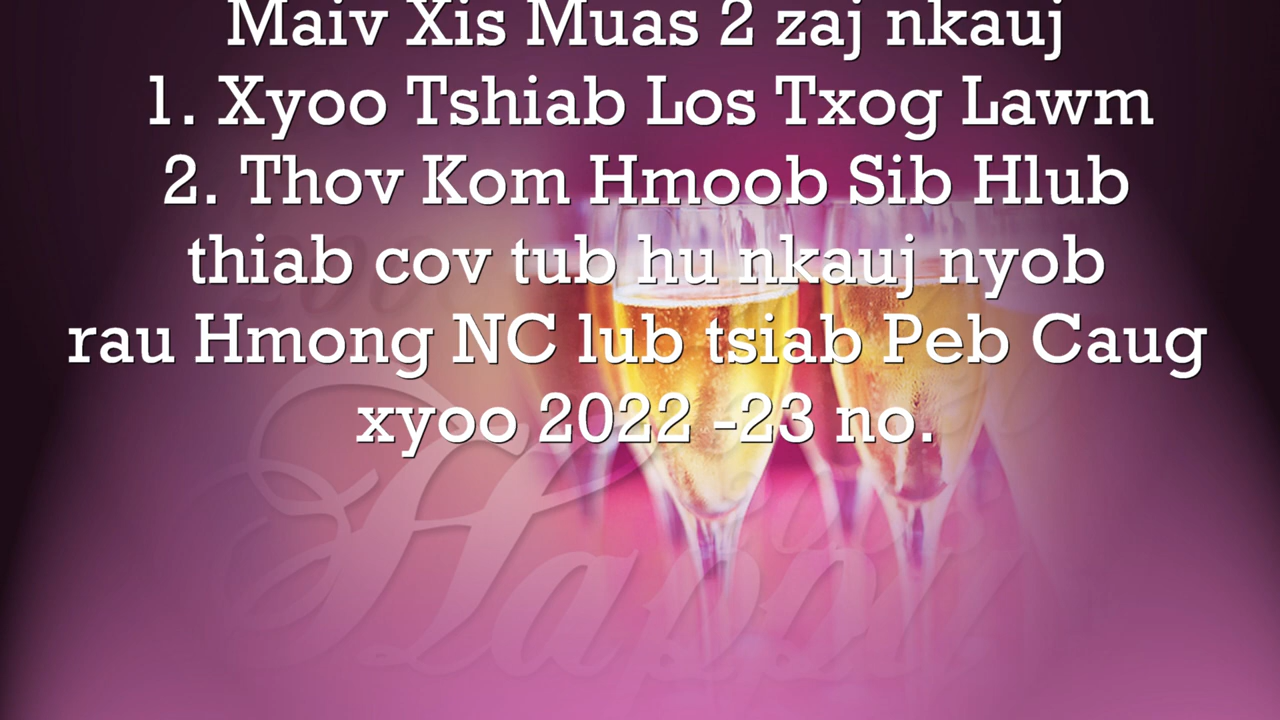 Maiv Xis Muas 2 zaj nkauj
1. Xyoo Tshiab Los Txog Lawm
2. Thov Kom Hmoob Sib Hlub
thiab cov tub hu nkauj nyob
rau Hmong NC lub tsiab Peb Caug
xyoo 2022 -23 no.
Happy